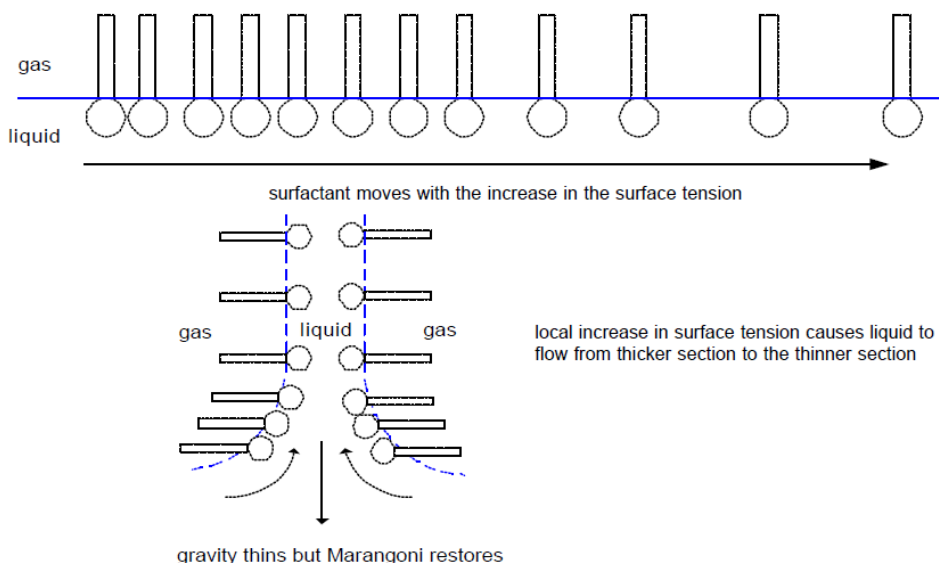 gas
liquid
surfactant moves with the increase in the surface tension
gas
liquid
gas
local increase in surface tension causes liquid to
flow from thicker section to the thinner section
gravity thins but Marangoni restores